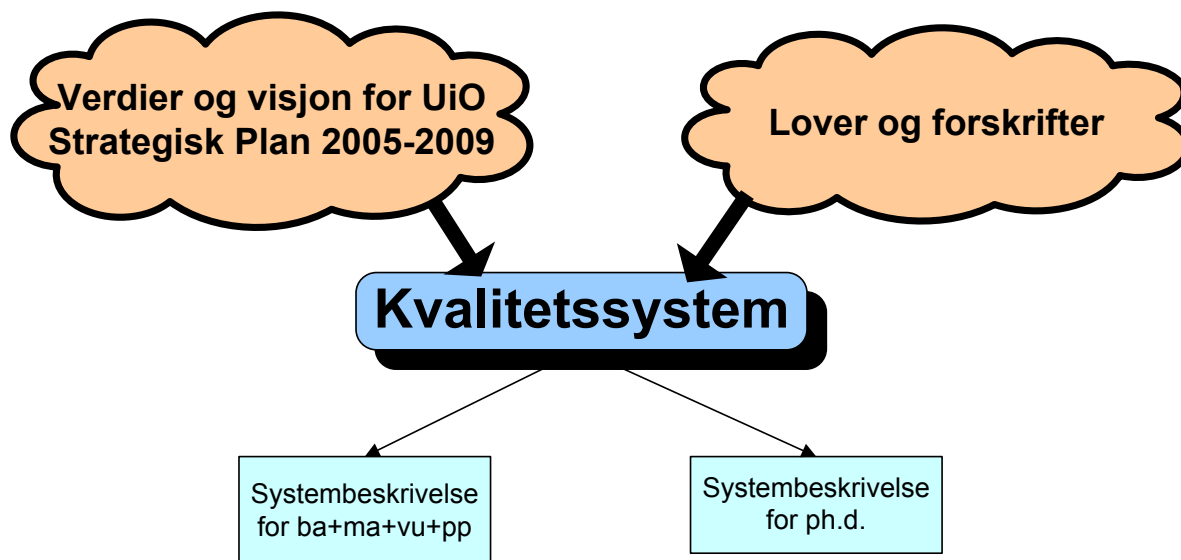 Verdier og visjon for UiO
Strategisk Plan 2005-2009
Lover og forskrifter
Kvalitetssystem
Systembeskrivelse
for ba+ma+vu+pp
Systembeskrivelse
for ph.d.